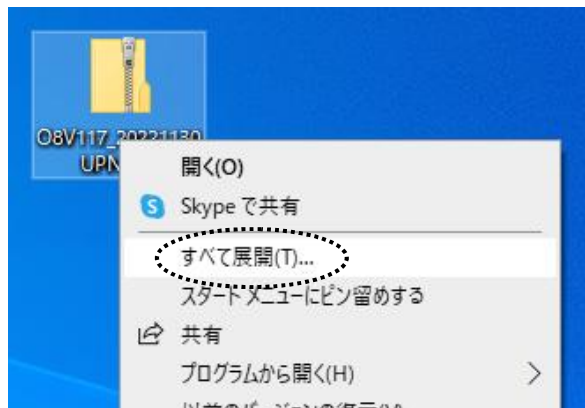 O8V117_20221130
UPN
開く(O)
Skype で共有
すべて展開(T)...
スタート メニューにピン留めする
共有
プログラムから開く(H)